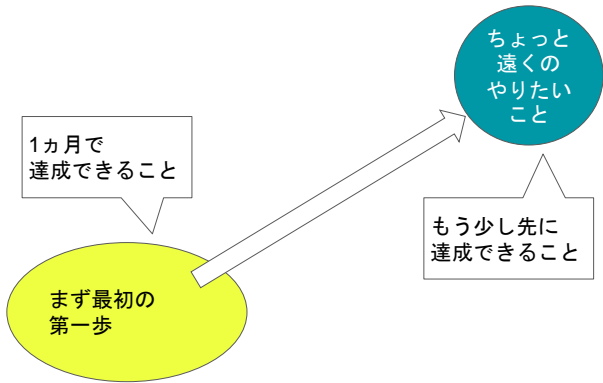 ちょっと
遠くの
やりたい
こと
1ヵ月で
達成できること
もう少し先に
達成できること
まず最初の
第一歩